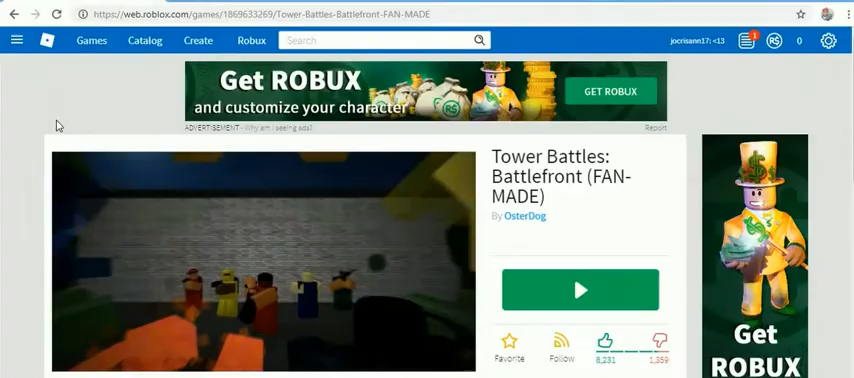 https://web.roblox.com/games/1869633269/Tower-Battles-Battlefront-FAN-MADE
Games
Catalog
Create
Robux
Search
jocrisann17: <13
1
R$
0
Get ROBUX
and customize your character
GET ROBUX
ADVERTISEMENT - Why am I seeing ads?
Report
Tower Battles:
Battlefront (FAN-
MADE)
By OsterDog
Favorite
Follow
8,231
1,359
Get
ROBUX